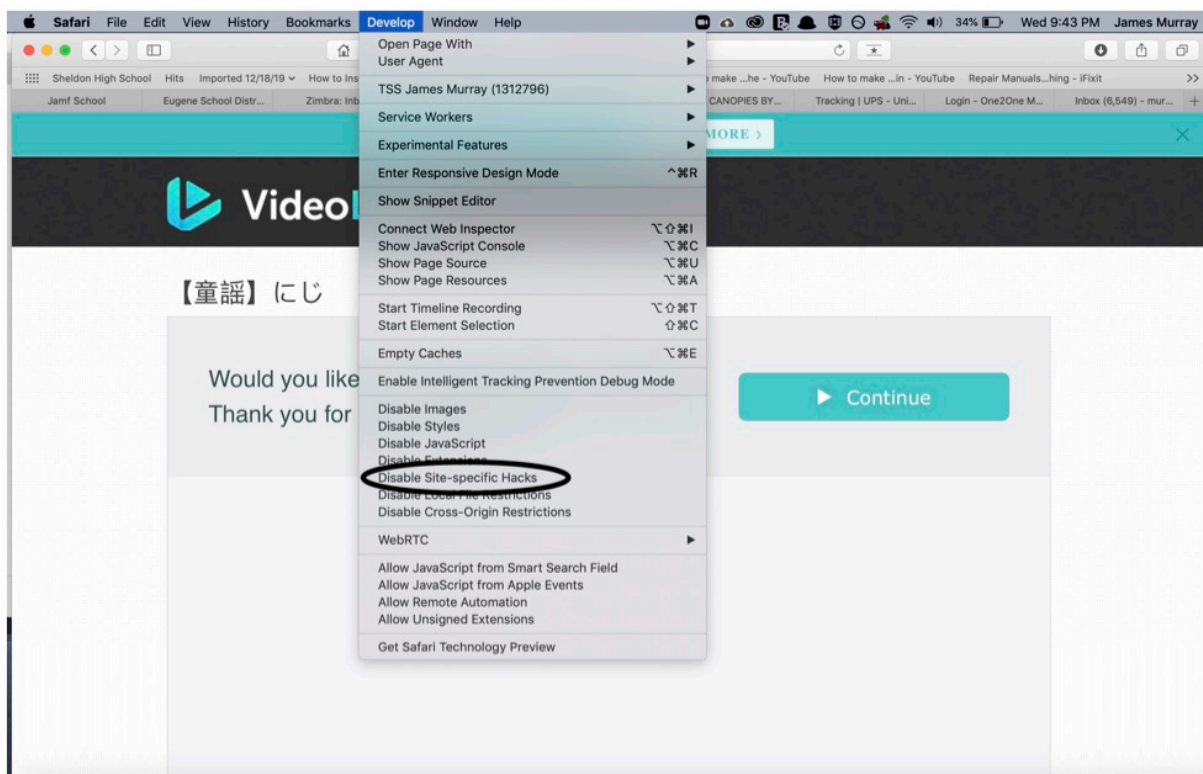 Safari File Edit View History Bookmarks Develop Window Help 34% Wed 9:43 PM James Murray
Sheldon High School Hits Imported 12/18/19 How to Ins make ...he - YouTube How to make ...in - YouTube Repair Manuals...hing - iFixit >>
Jamf School Eugene School Distr... Zimbra: Inb CANOPIES BY... Tracking | UPS - Uni... Login - One2One M... Inbox (6,549) - mur... +
MORE >
Video
【童謡】にじ
Would you like
Thank you for
Continue
Open Page With
User Agent
TSS James Murray (1312796)
Service Workers
Experimental Features
Enter Responsive Design Mode ^⌘R
Show Snippet Editor
Connect Web Inspector ⌥⇧⌘I
Show JavaScript Console ⌥⌘C
Show Page Source ⌥⌘U
Show Page Resources ⌥⌘A
Start Timeline Recording ⌥⇧⌘T
Start Element Selection ⇧⌘C
Empty Caches ⌥⌘E
Enable Intelligent Tracking Prevention Debug Mode
Disable Images
Disable Styles
Disable JavaScript
Disable Extensions
Disable Site-specific Hacks
Disable Local File Restrictions
Disable Cross-Origin Restrictions
WebRTC
Allow JavaScript from Smart Search Field
Allow JavaScript from Apple Events
Allow Remote Automation
Allow Unsigned Extensions
Get Safari Technology Preview